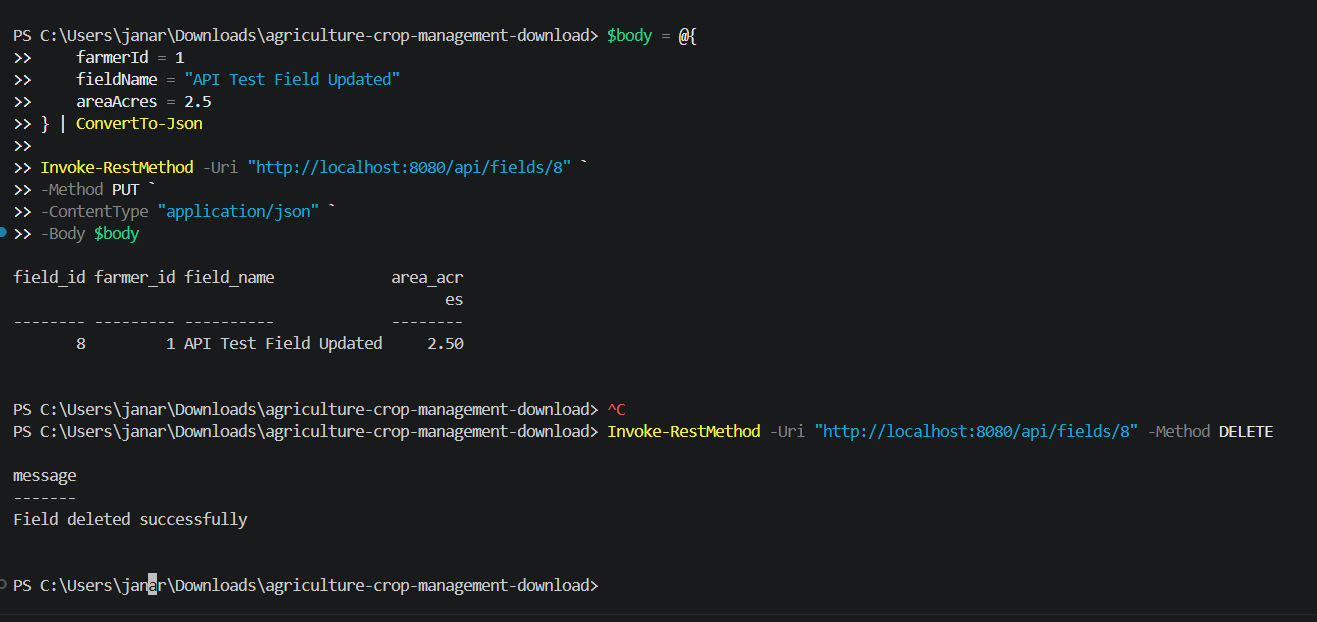 PS C:\Users\janar\Downloads\agriculture-crop-management-download> $body = @{
>>     farmerId = 1
>>     fieldName = "API Test Field Updated"
>>     areaAcres = 2.5
>> } | ConvertTo-Json
>>
>> Invoke-RestMethod -Uri "http://localhost:8080/api/fields/8" `
>> -Method PUT `
>> -ContentType "application/json" `
>> -Body $body
field_id farmer_id field_name             area_acr
                                                es
-------- --------- ----------             --------
       8         1 API Test Field Updated     2.50
PS C:\Users\janar\Downloads\agriculture-crop-management-download> ^C
PS C:\Users\janar\Downloads\agriculture-crop-management-download> Invoke-RestMethod -Uri "http://localhost:8080/api/fields/8" -Method DELETE
message
-------
Field deleted successfully
PS C:\Users\janar\Downloads\agriculture-crop-management-download>